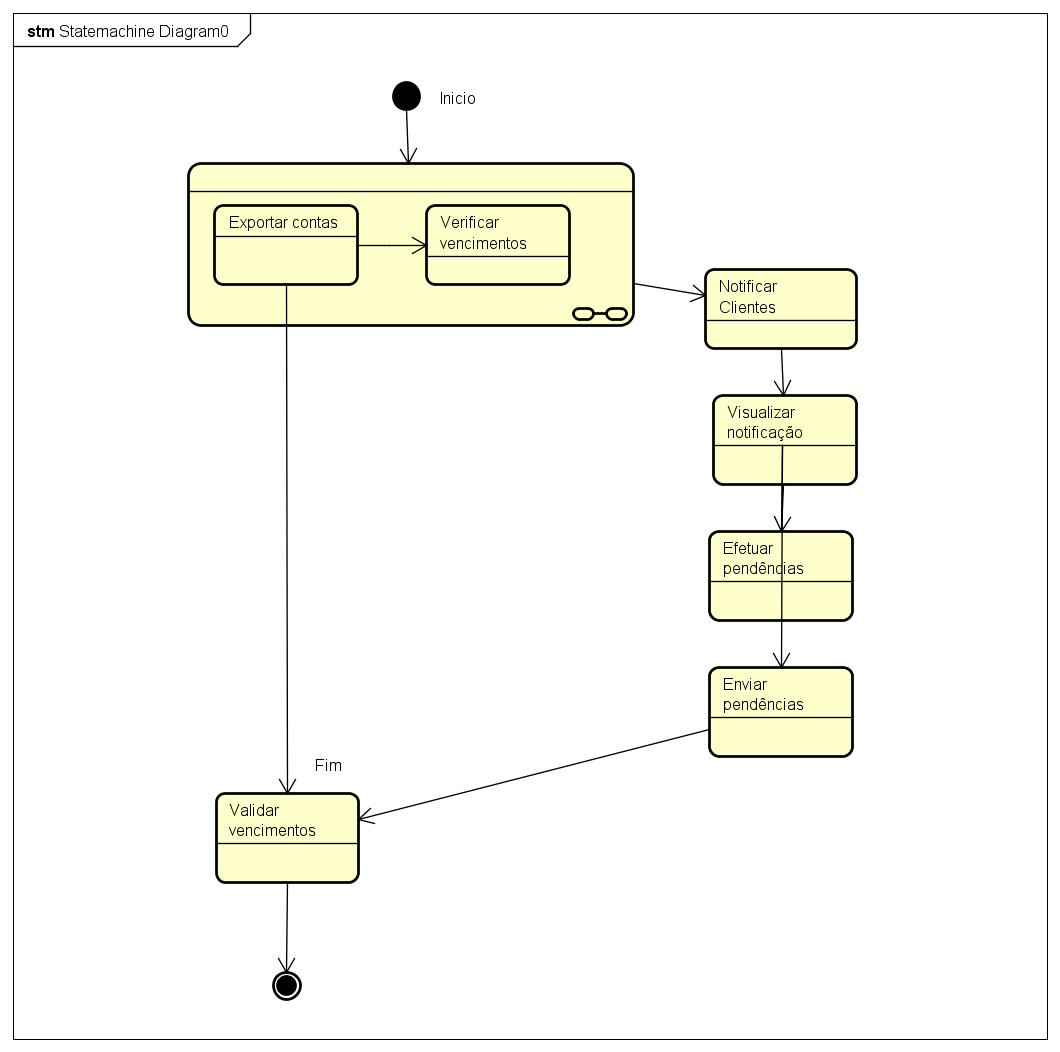 stm Statemachine Diagram0
Inicio
Exportar contas
Verificar
vencimentos
Notificar
Clientes
Visualizar
notificação
Efetuar
pendências
Enviar
pendências
Fim
Validar
vencimentos